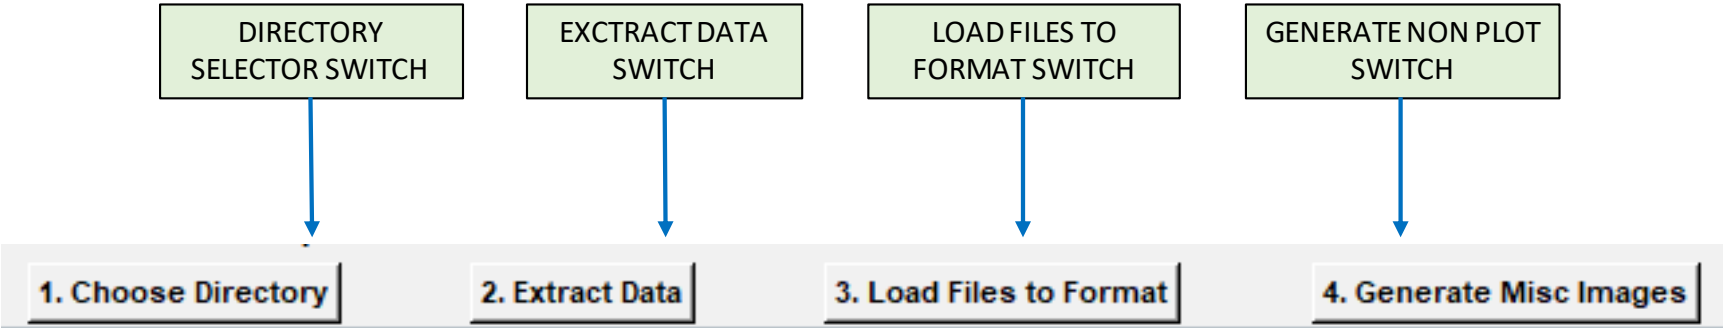 DIRECTORY
SELECTOR SWITCH
EXCTRACT DATA
SWITCH
LOAD FILES TO
FORMAT SWITCH
GENERATE NON PLOT
SWITCH
1. Choose Directory
2. Extract Data
3. Load Files to Format
4. Generate Misc Images